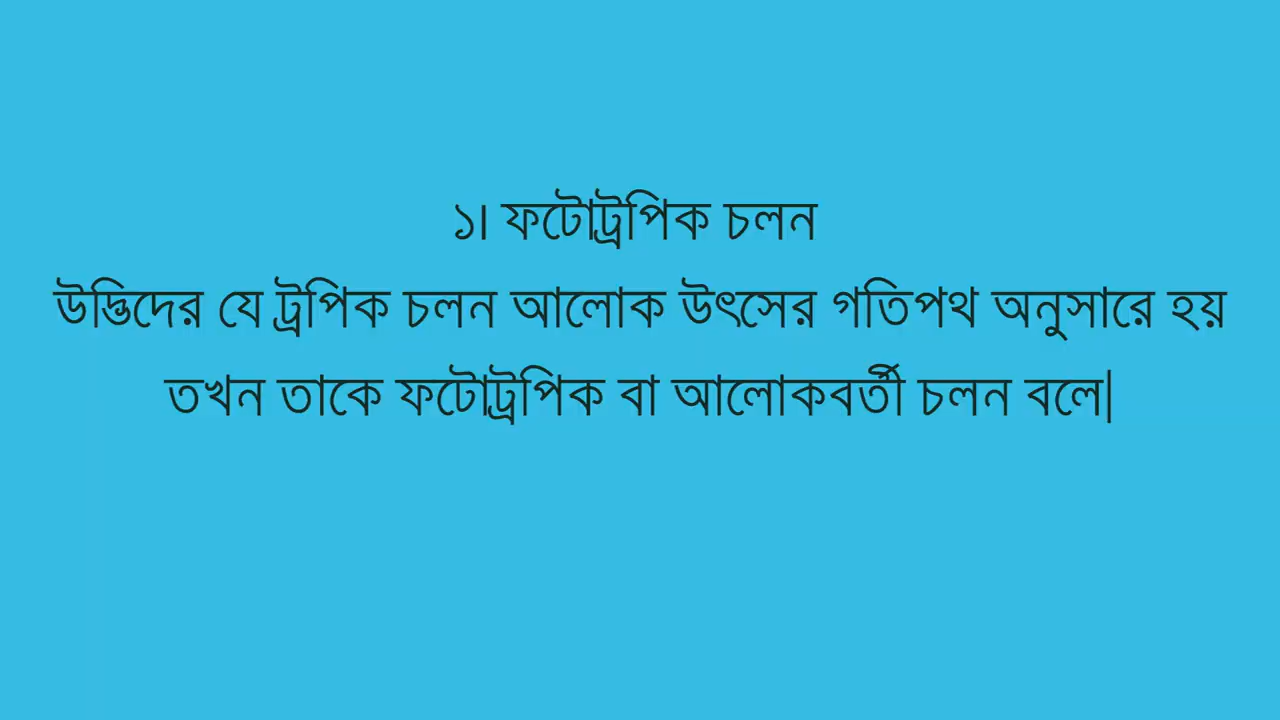 ১। ফটোট্রপিক চলন
উদ্ভিদের যে ট্রপিক চলন আলোক উৎসের গতিপথ অনুসারে হয়
তখন তাকে ফটোট্রপিক বা আলোকবর্তী চলন বলে|